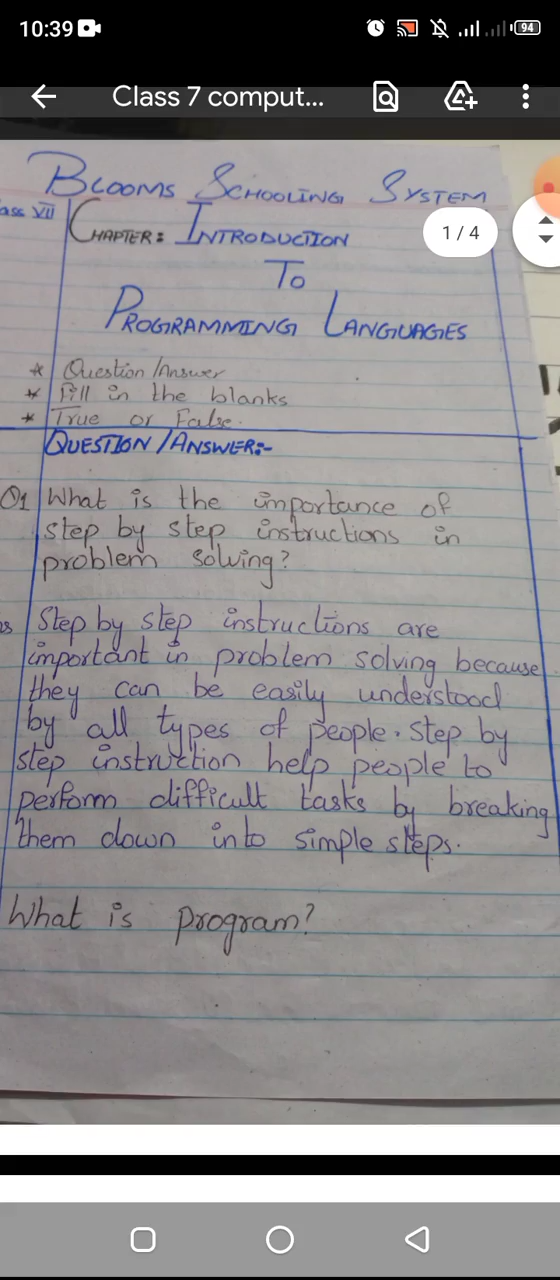 10:39
94
Class 7 comput...
BLOOMS SCHOOLING SYSTEM
ass VII
CHAPTER: INTRODUCTION
1 / 4
TO
PROGRAMMING LANGUAGES
* Question/Answer
* Fill in the blanks
* True or False.
QUESTION/ANSWER:-
Q1 What is the importance of
step by step instructions in
problem solving?
s Step by step instructions are
important in problem solving because
they can be easily understood
by all types of people. Step by
step instruction help people to
perform difficult tasks by breaking
them down into simple steps.
What is program?